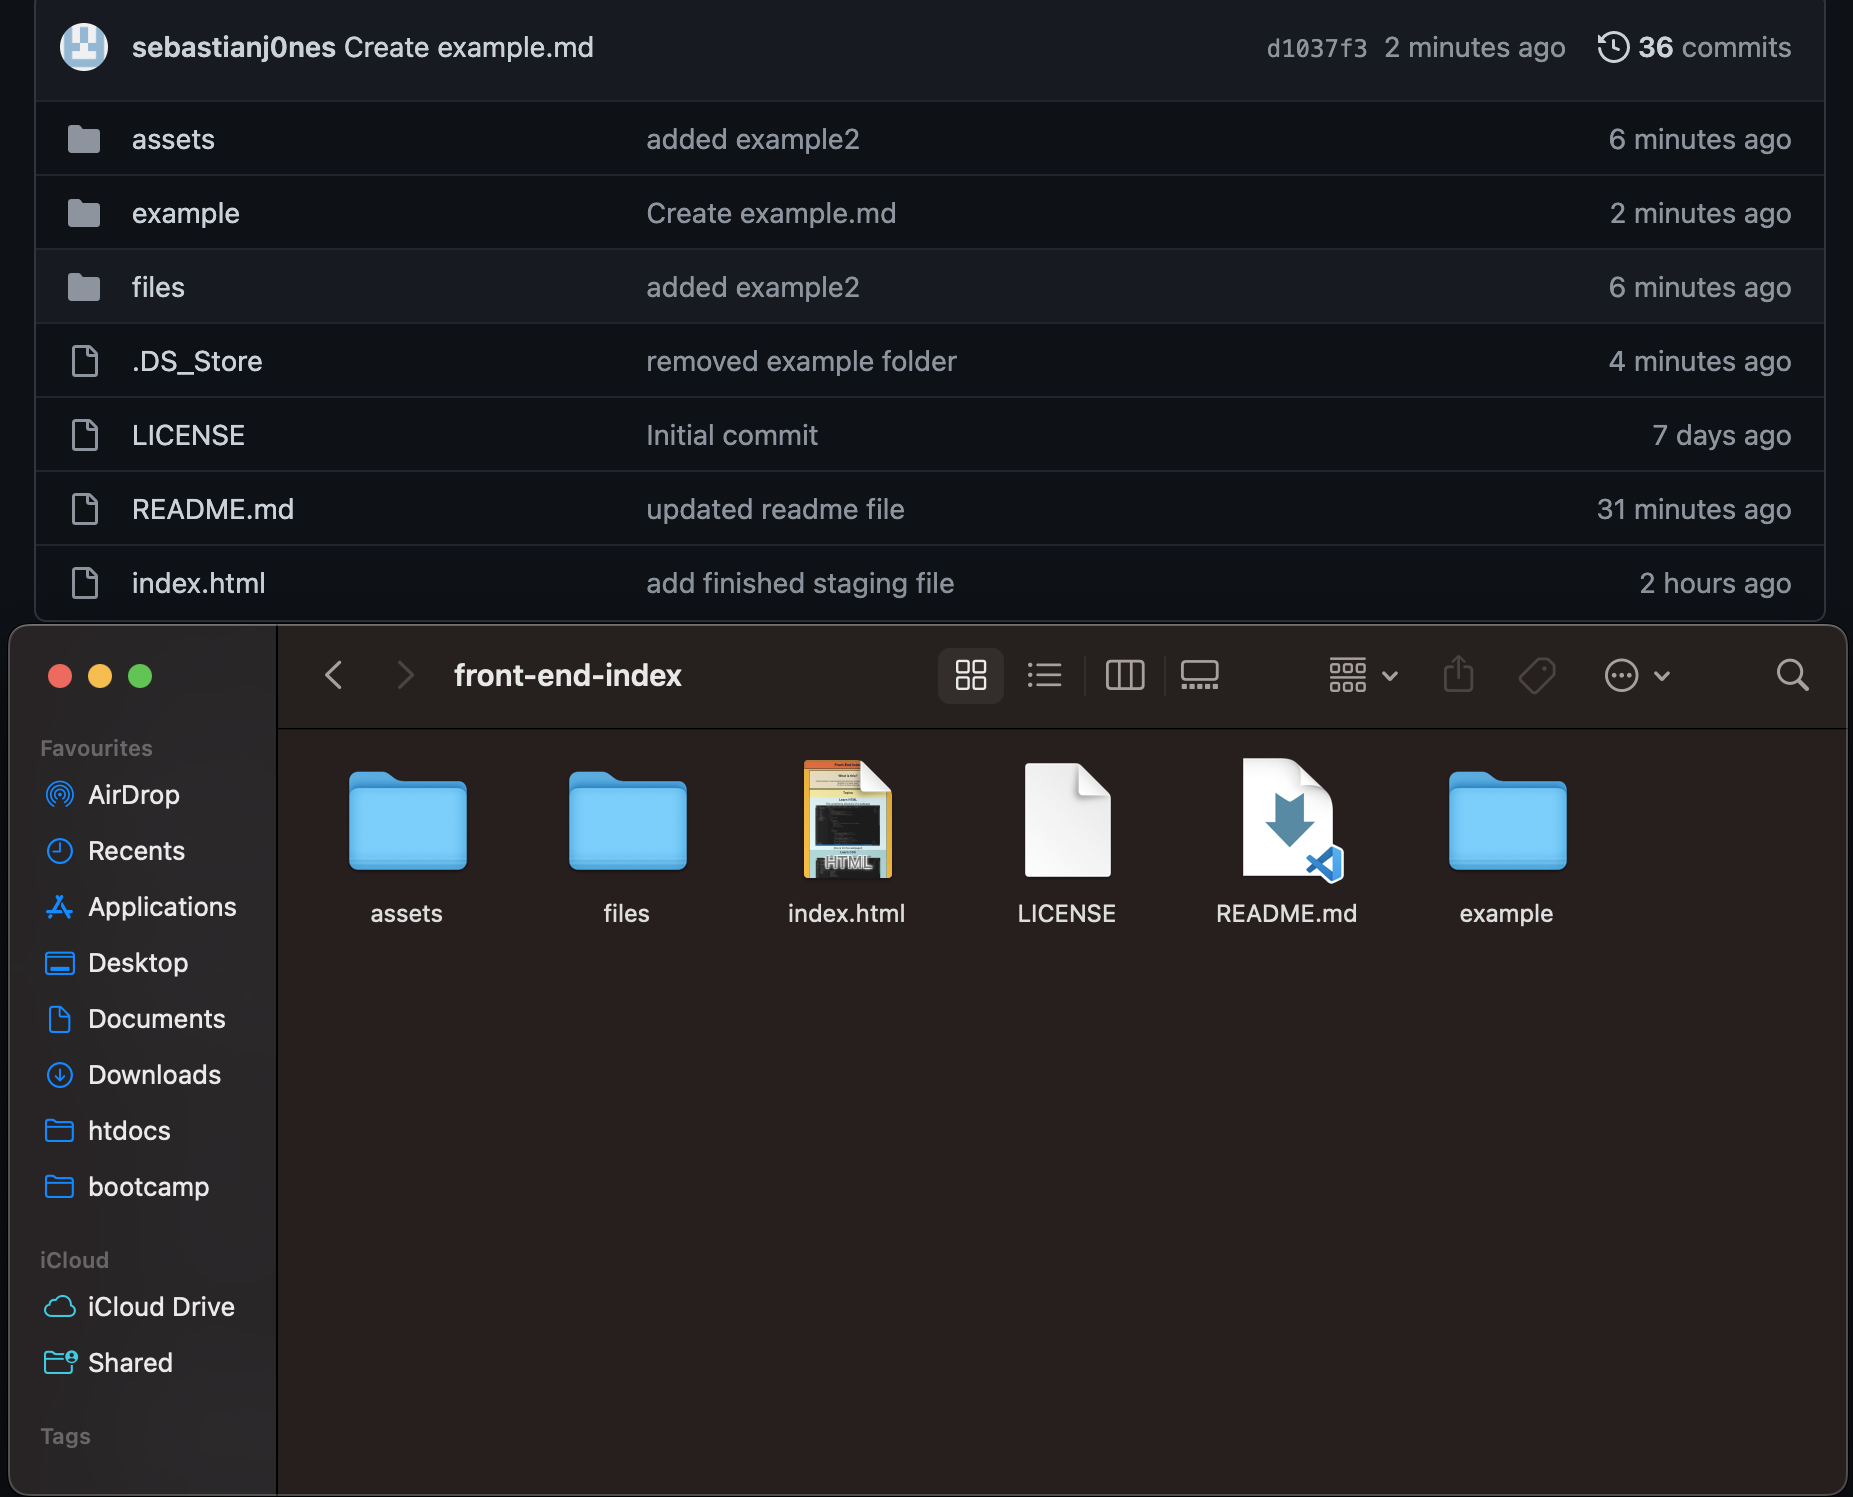 sebastianj0nes Create example.md d1037f3 2 minutes ago 36 commits
assets added example2 6 minutes ago
example Create example.md 2 minutes ago
files added example2 6 minutes ago
.DS_Store removed example folder 4 minutes ago
LICENSE Initial commit 7 days ago
README.md updated readme file 31 minutes ago
index.html add finished staging file 2 hours ago
front-end-index
Favourites
AirDrop
Recents
Applications
Desktop
Documents
Downloads
htdocs
bootcamp
iCloud
iCloud Drive
Shared
Tags
HTML
assets files index.html LICENSE README.md example